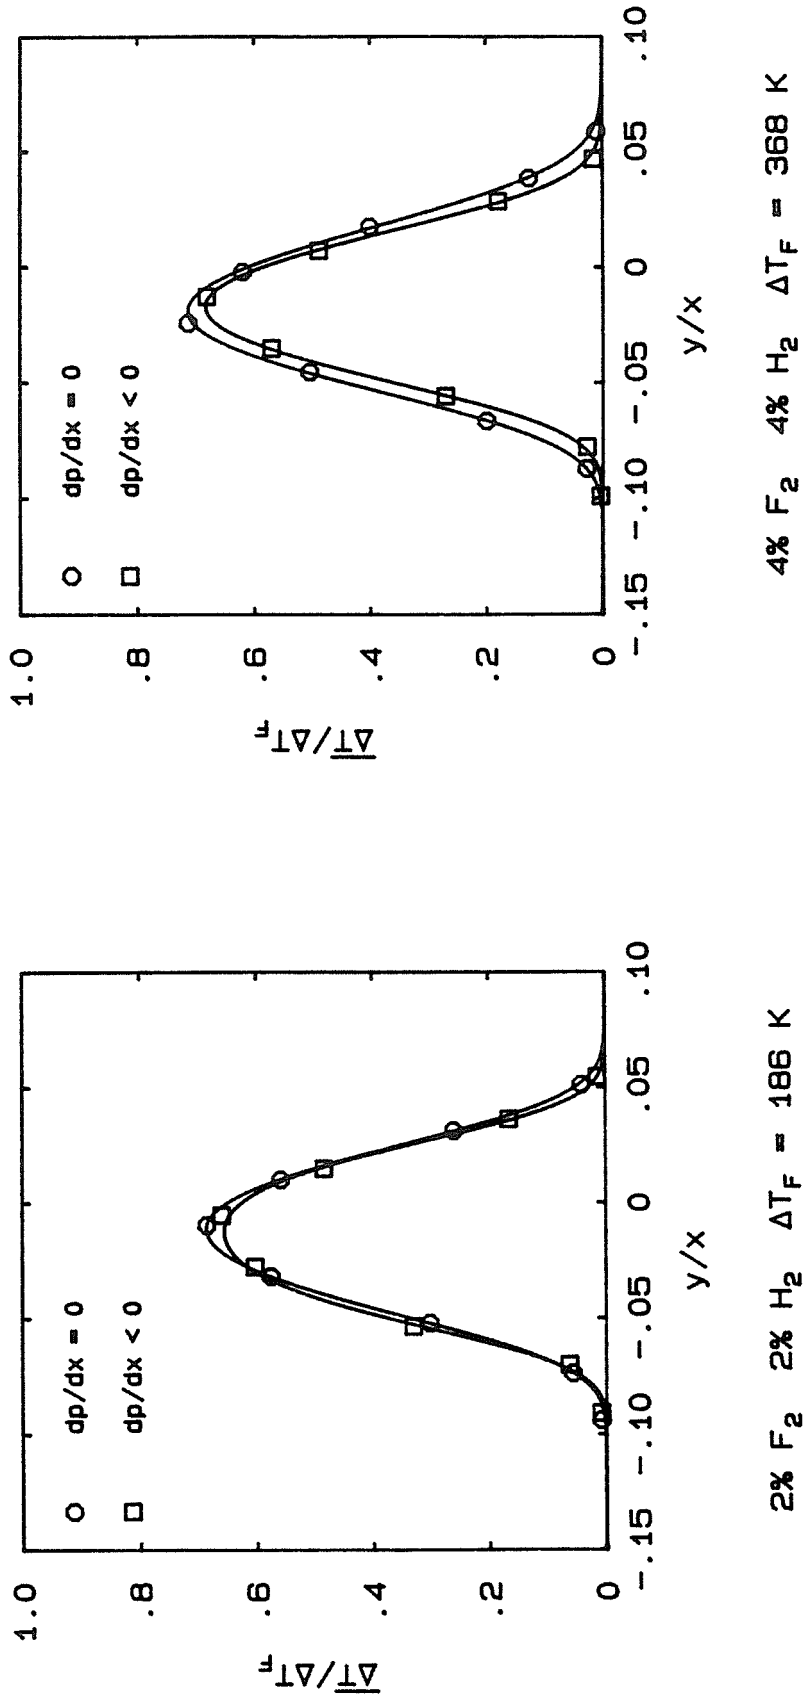 1.0
.8
.6
.4
.2
0
-.15 -.10 -.05 0 .05 .10
ΔT/ΔT_F
y/x
○ dp/dx = 0
□ dp/dx < 0
2% F₂ 2% H₂ ΔT_F = 186 K
1.0
.8
.6
.4
.2
0
-.15 -.10 -.05 0 .05 .10
ΔT/ΔT_F
y/x
○ dp/dx = 0
□ dp/dx < 0
4% F₂ 4% H₂ ΔT_F = 368 K